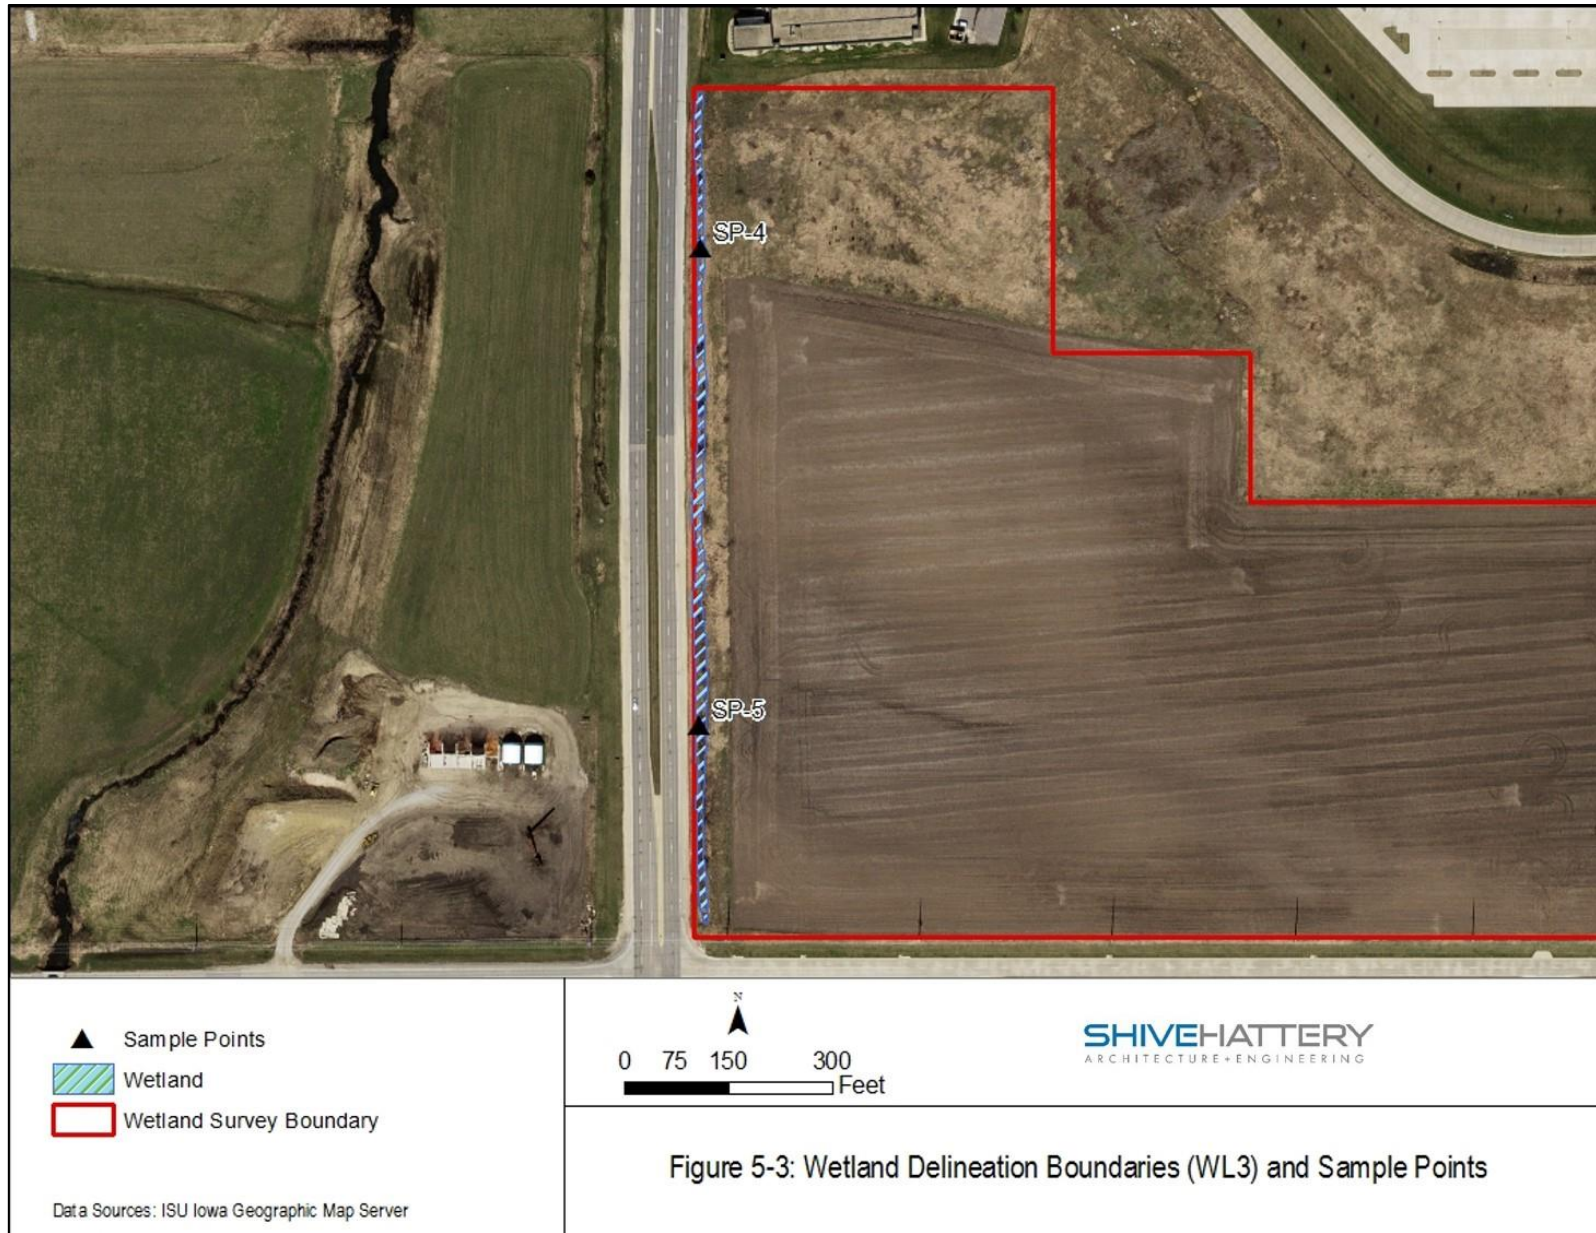 SP-4
SP-5
Sample Points
Wetland
Wetland Survey Boundary
Data Sources: ISU Iowa Geographic Map Server
N
0 75 150 300
Feet
SHIVEHATTERY
ARCHITECTURE+ENGINEERING
Figure 5-3: Wetland Delineation Boundaries (WL3) and Sample Points